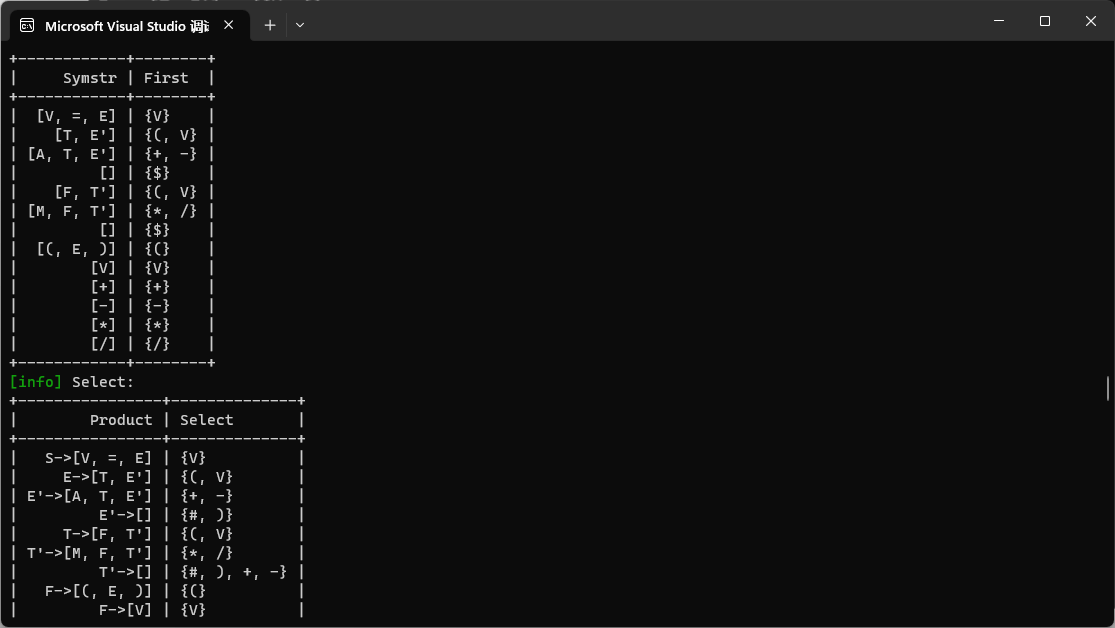 Microsoft Visual Studio 调试
+------------+--------+
|     Symstr | First  |
+------------+--------+
|  [V, =, E] | {V}    |
|    [T, E'] | {(, V} |
| [A, T, E'] | {+, -} |
|         [] | {$}    |
|    [F, T'] | {(, V} |
| [M, F, T'] | {*, /} |
|         [] | {$}    |
|  [(, E, )] | {(}    |
|        [V] | {V}    |
|        [+] | {+}    |
|        [-] | {-}    |
|        [*] | {*}    |
|        [/] | {/}    |
+------------+--------+
[info] Select:
+----------------+--------------+
|        Product | Select       |
+----------------+--------------+
|   S->[V, =, E] | {V}          |
|     E->[T, E'] | {(, V}       |
| E'->[A, T, E'] | {+, -}       |
|         E'->[] | {#, )}       |
|     T->[F, T'] | {(, V}       |
| T'->[M, F, T'] | {*, /}       |
|         T'->[] | {#, ), +, -} |
|   F->[(, E, )] | {(}          |
|         F->[V] | {V}          |